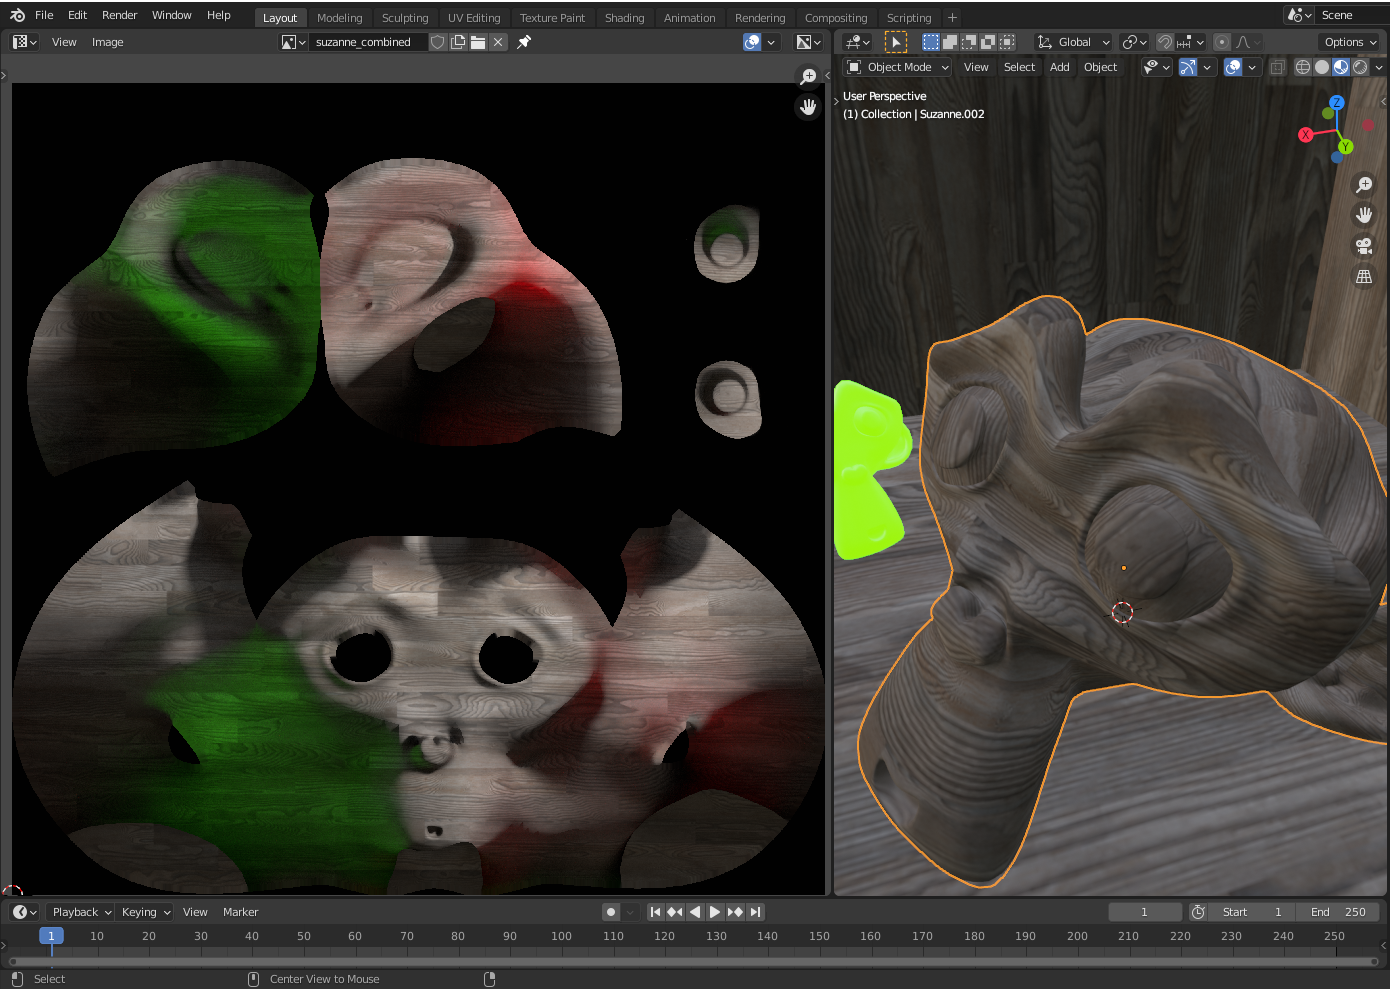 File Edit Render Window Help Layout Modeling Sculpting UV Editing Texture Paint Shading Animation Rendering Compositing Scripting + Scene
View Image suzanne_combined Global Options
Object Mode View Select Add Object
User Perspective
(1) Collection | Suzanne.002
Z
X
Y
Playback Keying View Marker 1 Start 1 End 250
1 10 20 30 40 50 60 70 80 90 100 110 120 130 140 150 160 170 180 190 200 210 220 230 240 250
Select Center View to Mouse